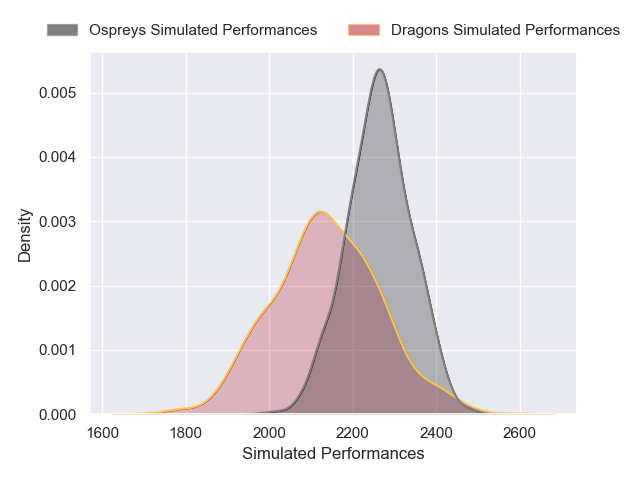 Ospreys Simulated Performances Dragons Simulated Performances
0.005
0.004
0.003
0.002
0.001
0.000
Density
1600 1800 2000 2200 2400 2600
Simulated Performances